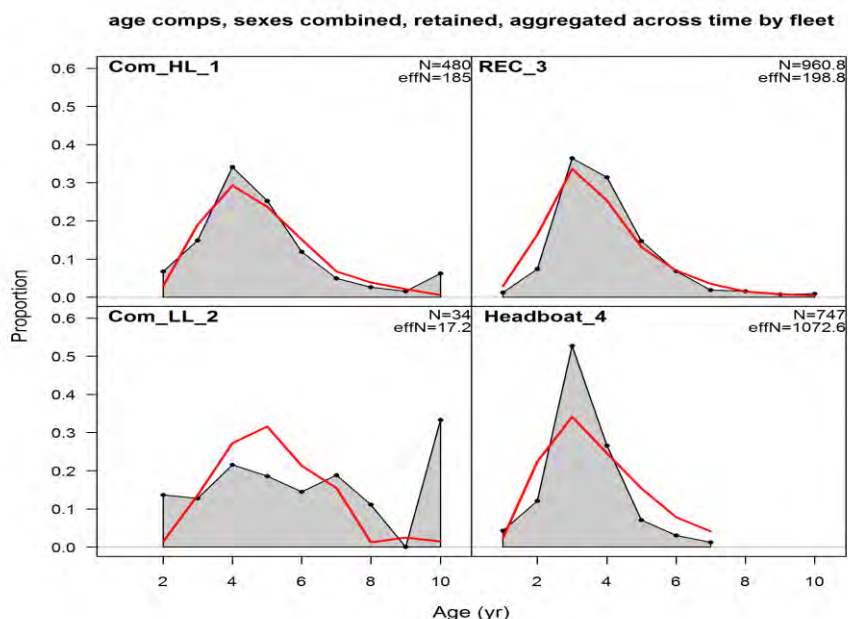 age comps, sexes combined, retained, aggregated across time by fleet
Com_HL_1
N=480
effN=185
REC_3
N=960.8
effN=198.8
Com_LL_2
N=34
effN=17.2
Headboat_4
N=747
effN=1072.6
Proportion
0.6
0.5
0.4
0.3
0.2
0.1
0.0
0.6
0.5
0.4
0.3
0.2
0.1
0.0
2 4 6 8 10 2 4 6 8 10
Age (yr)